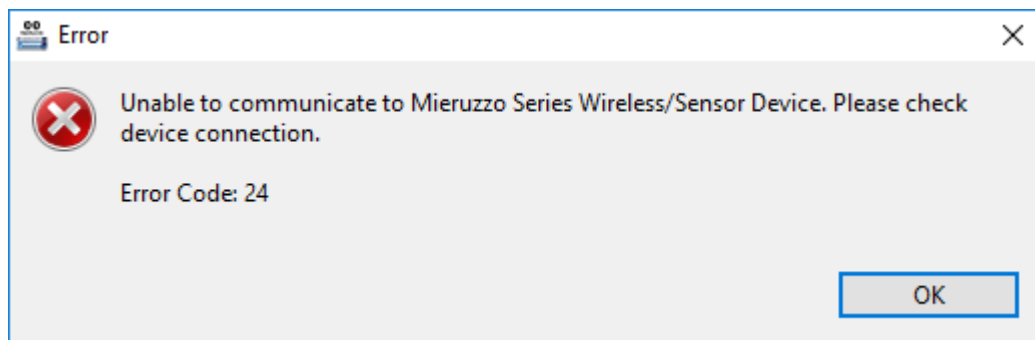 Error
Unable to communicate to Mieruzzo Series Wireless/Sensor Device. Please check
device connection.
Error Code: 24
OK